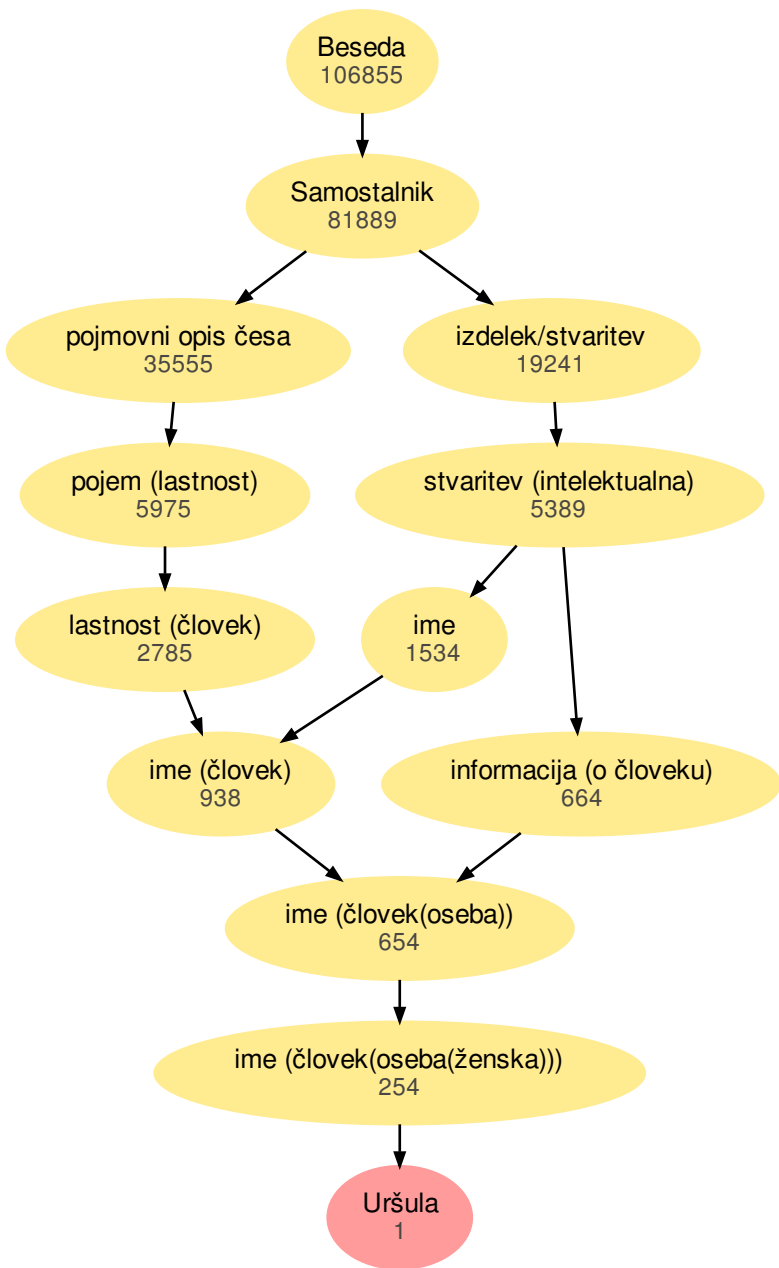 Beseda
106855
Samostalnik
81889
pojmovni opis česa
35555
izdelek/stvaritev
19241
pojem (lastnost)
5975
stvaritev (intelektualna)
5389
lastnost (človek)
2785
ime
1534
ime (človek)
938
informacija (o človeku)
664
ime (človek(oseba))
654
ime (človek(oseba(ženska)))
254
Uršula
1